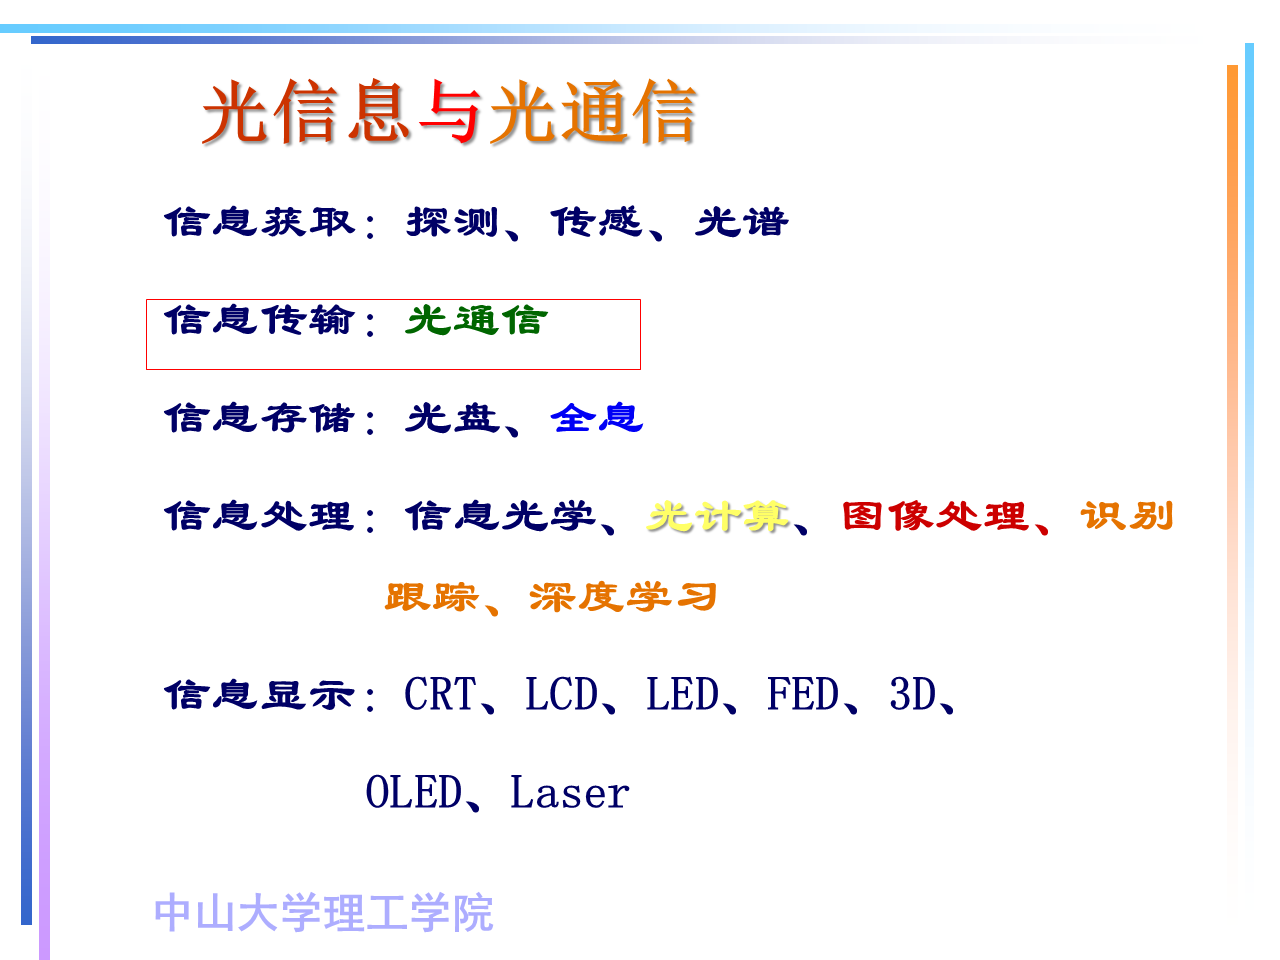 光信息与光通信
信息获取：探测、传感、光谱
信息传输：光通信
信息存储：光盘、全息
信息处理：信息光学、光计算、图像处理、识别
跟踪、深度学习
信息显示：CRT、LCD、LED、FED、3D、
OLED、Laser
中山大学理工学院